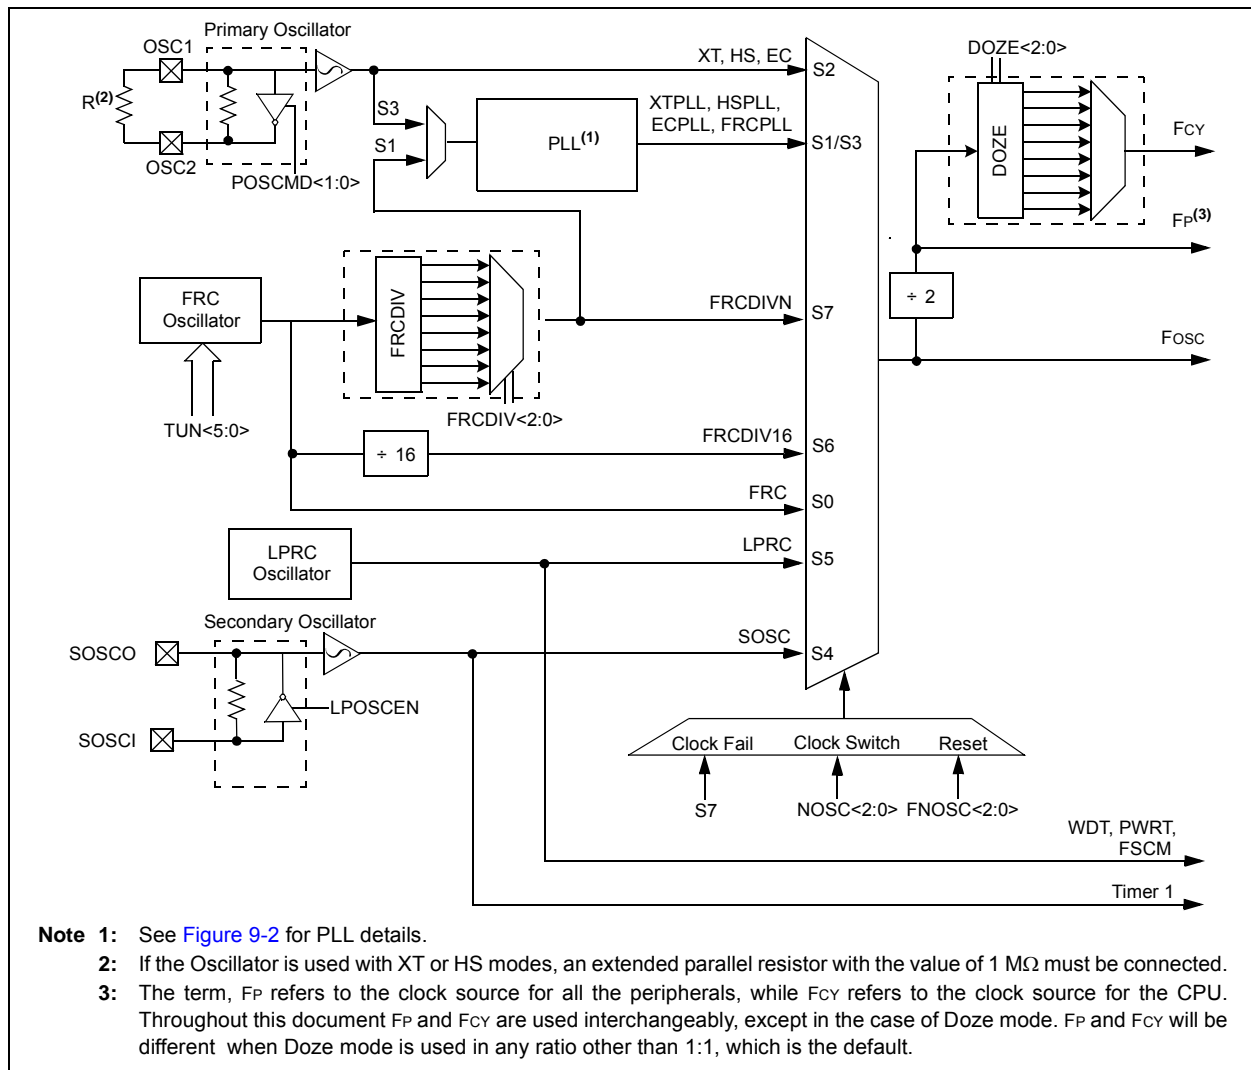 Primary Oscillator
OSC1
R(2)
OSC2
POSCMD<1:0>
S3
S1
PLL(1)
XT, HS, EC
S2
XTPLL, HSPLL,
ECPLL, FRCPLL
S1/S3
DOZE<2:0>
DOZE
FCY
FP(3)
÷ 2
FOSC
FRC
Oscillator
TUN<5:0>
FRCDIV
FRCDIV<2:0>
FRCDIVN
S7
÷ 16
FRCDIV16
S6
FRC
S0
LPRC
Oscillator
LPRC
S5
Secondary Oscillator
SOSCO
SOSCI
LPOSCEN
SOSC
S4
Clock Fail
Clock Switch
Reset
S7
NOSC<2:0>
FNOSC<2:0>
WDT, PWRT,
FSCM
Timer 1
Note 1: See Figure 9-2 for PLL details.
2: If the Oscillator is used with XT or HS modes, an extended parallel resistor with the value of 1 MΩ must be connected.
3: The term, FP refers to the clock source for all the peripherals, while FCY refers to the clock source for the CPU.
Throughout this document FP and FCY are used interchangeably, except in the case of Doze mode. FP and FCY will be
different when Doze mode is used in any ratio other than 1:1, which is the default.